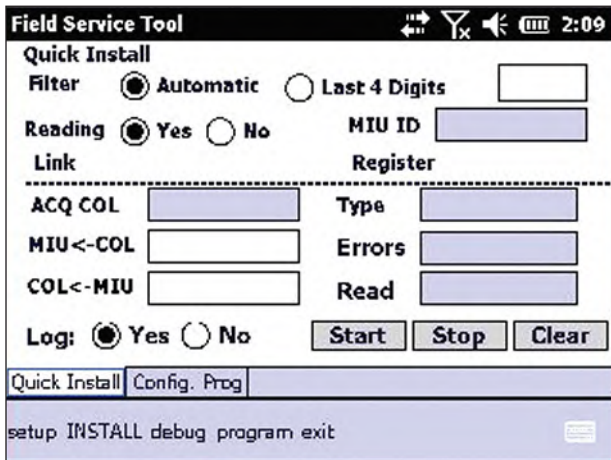 Field Service Tool 2:09
Quick Install
Filter Automatic Last 4 Digits
Reading Yes No MIU ID
Link Register
ACQ COL Type
MIU<-COL Errors
COL<-MIU Read
Log: Yes No Start Stop Clear
Quick Install Config. Prog
setup INSTALL debug program exit